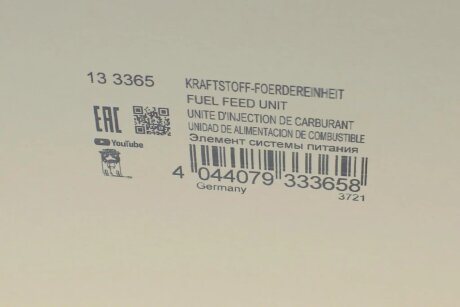 13 3365
KRAFTSTOFF-FOERDEREINHEIT
FUEL FEED UNIT
UNITE D'INJECTION DE CARBURANT
UNIDAD DE ALIMENTACION DE COMBUSTIBLE
Элемент системы питания
EAC
YouTube
4 044079 333658
Germany
3721